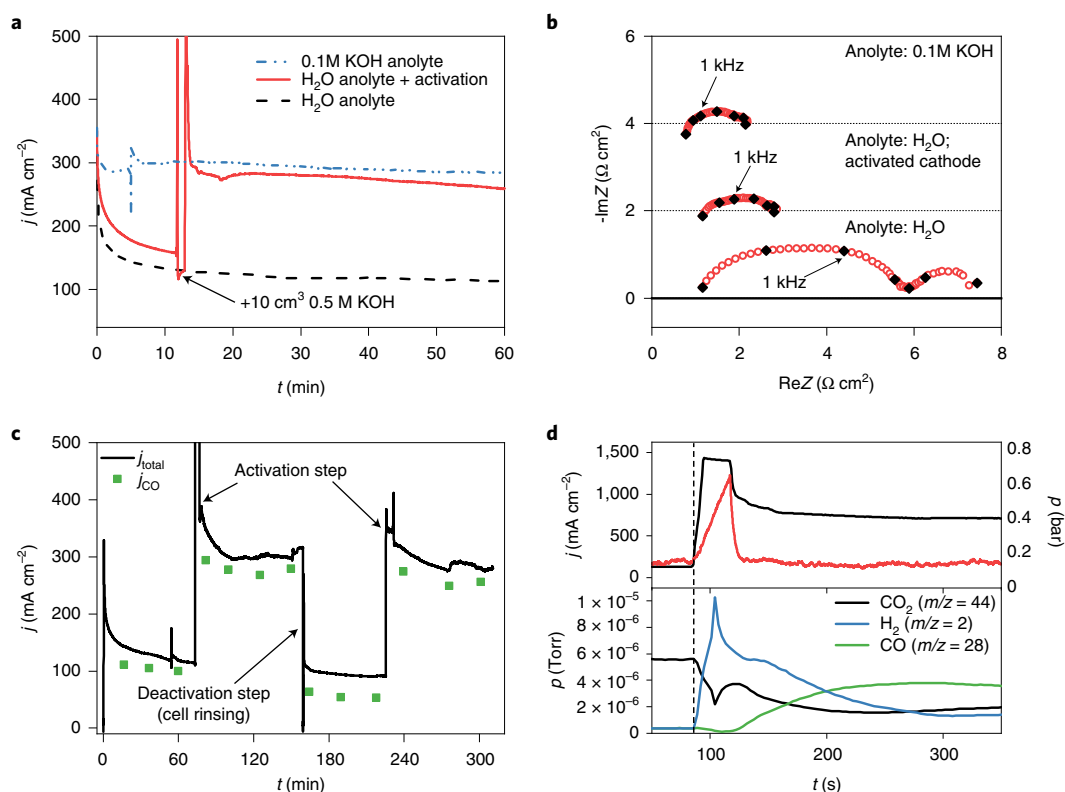 a
500
400
300
200
100
j (mA cm⁻²)
0.1M KOH anolyte
H₂O anolyte + activation
H₂O anolyte
+10 cm³ 0.5 M KOH
0 10 20 30 40 50 60
t (min)
b
6
4
2
0
-ImZ (Ω cm²)
Anolyte: 0.1 M KOH
1 kHz
Anolyte: H₂O;
activated cathode
1 kHz
Anolyte: H₂O
1 kHz
0 2 4 6 8
ReZ (Ω cm²)
c
500
400
300
200
100
0
j (mA cm⁻²)
j total
j CO
Activation step
Deactivation step
(cell rinsing)
0 60 120 180 240 300
t (min)
d
1,500
1,000
500
0
j (mA cm⁻²)
0.8
0.6
0.4
0.2
0
p (bar)
1 × 10⁻⁵
8 × 10⁻⁶
6 × 10⁻⁶
4 × 10⁻⁶
2 × 10⁻⁶
p (Torr)
CO₂ (m/z = 44)
H₂ (m/z = 2)
CO (m/z = 28)
100 200 300
t (s)